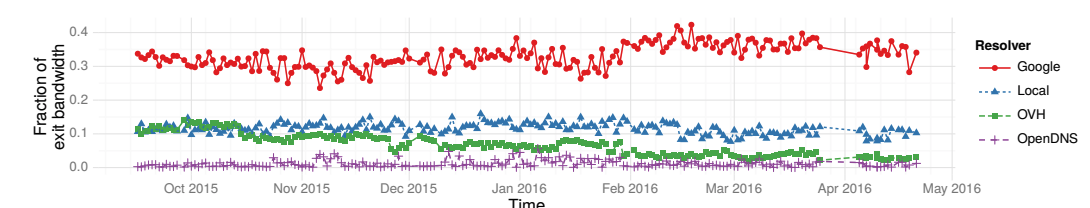 0.4
0.3
0.2
0.1
0.0
Fraction of
exit bandwidth
Oct 2015 Nov 2015 Dec 2015 Jan 2016 Feb 2016 Mar 2016 Apr 2016 May 2016
Time
Resolver
Google
Local
OVH
OpenDNS